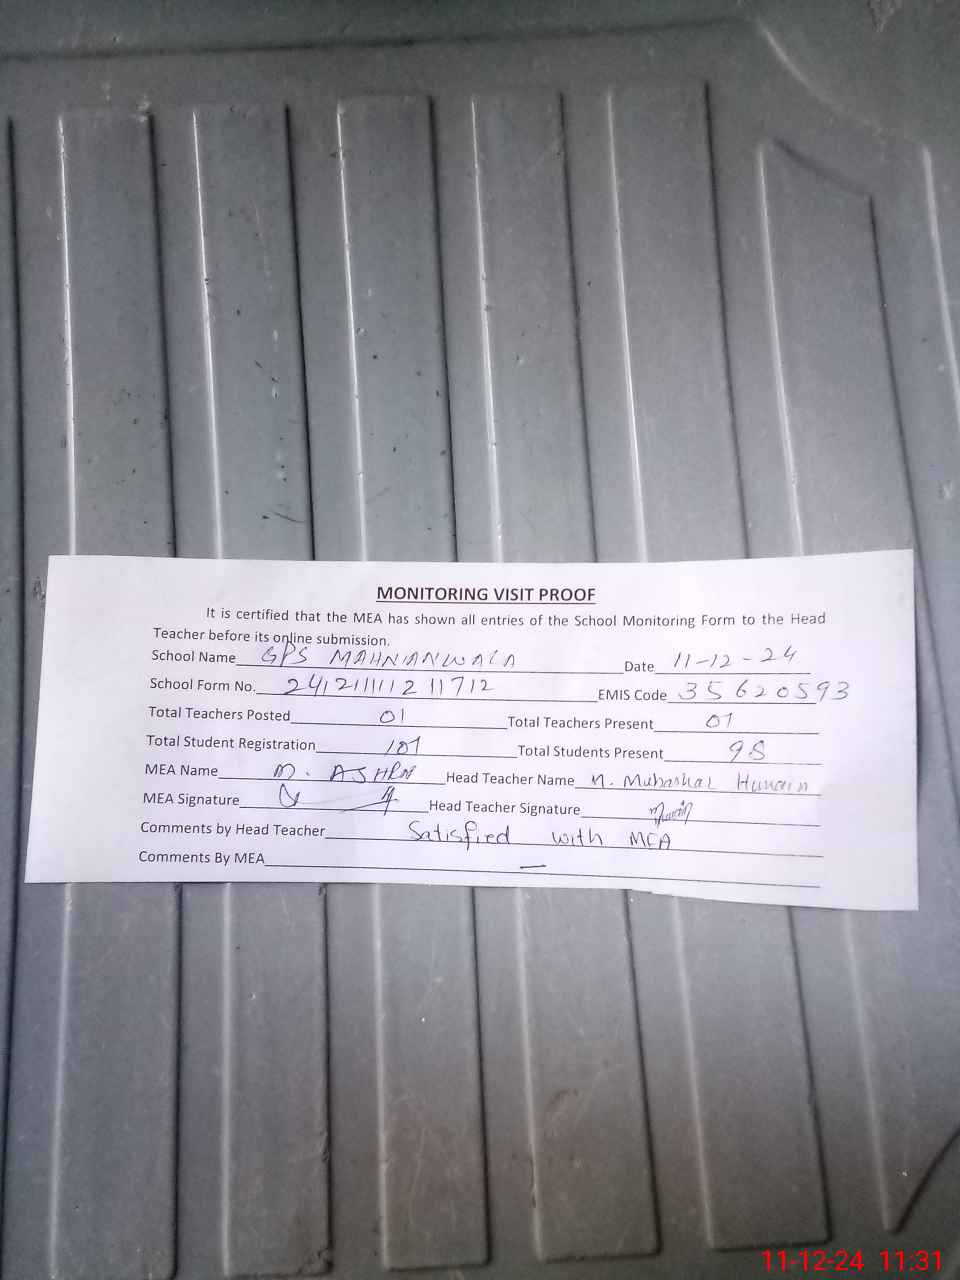 MONITORING VISIT PROOF
It is certified that the MEA has shown all entries of the School Monitoring Form to the Head
Teacher before its online submission.
School Name GPS MAHNIANWALA Date 11-12-24
School Form No. 241211111211712 EMIS Code 35620593
Total Teachers Posted 01 Total Teachers Present 01
Total Student Registration 101 Total Students Present 98
MEA Name M. ASHRAF Head Teacher Name M. Mubashar Hussain
MEA Signature Head Teacher Signature
Comments by Head Teacher Satisfied with MEA
Comments By MEA —
11-12-24 11:31